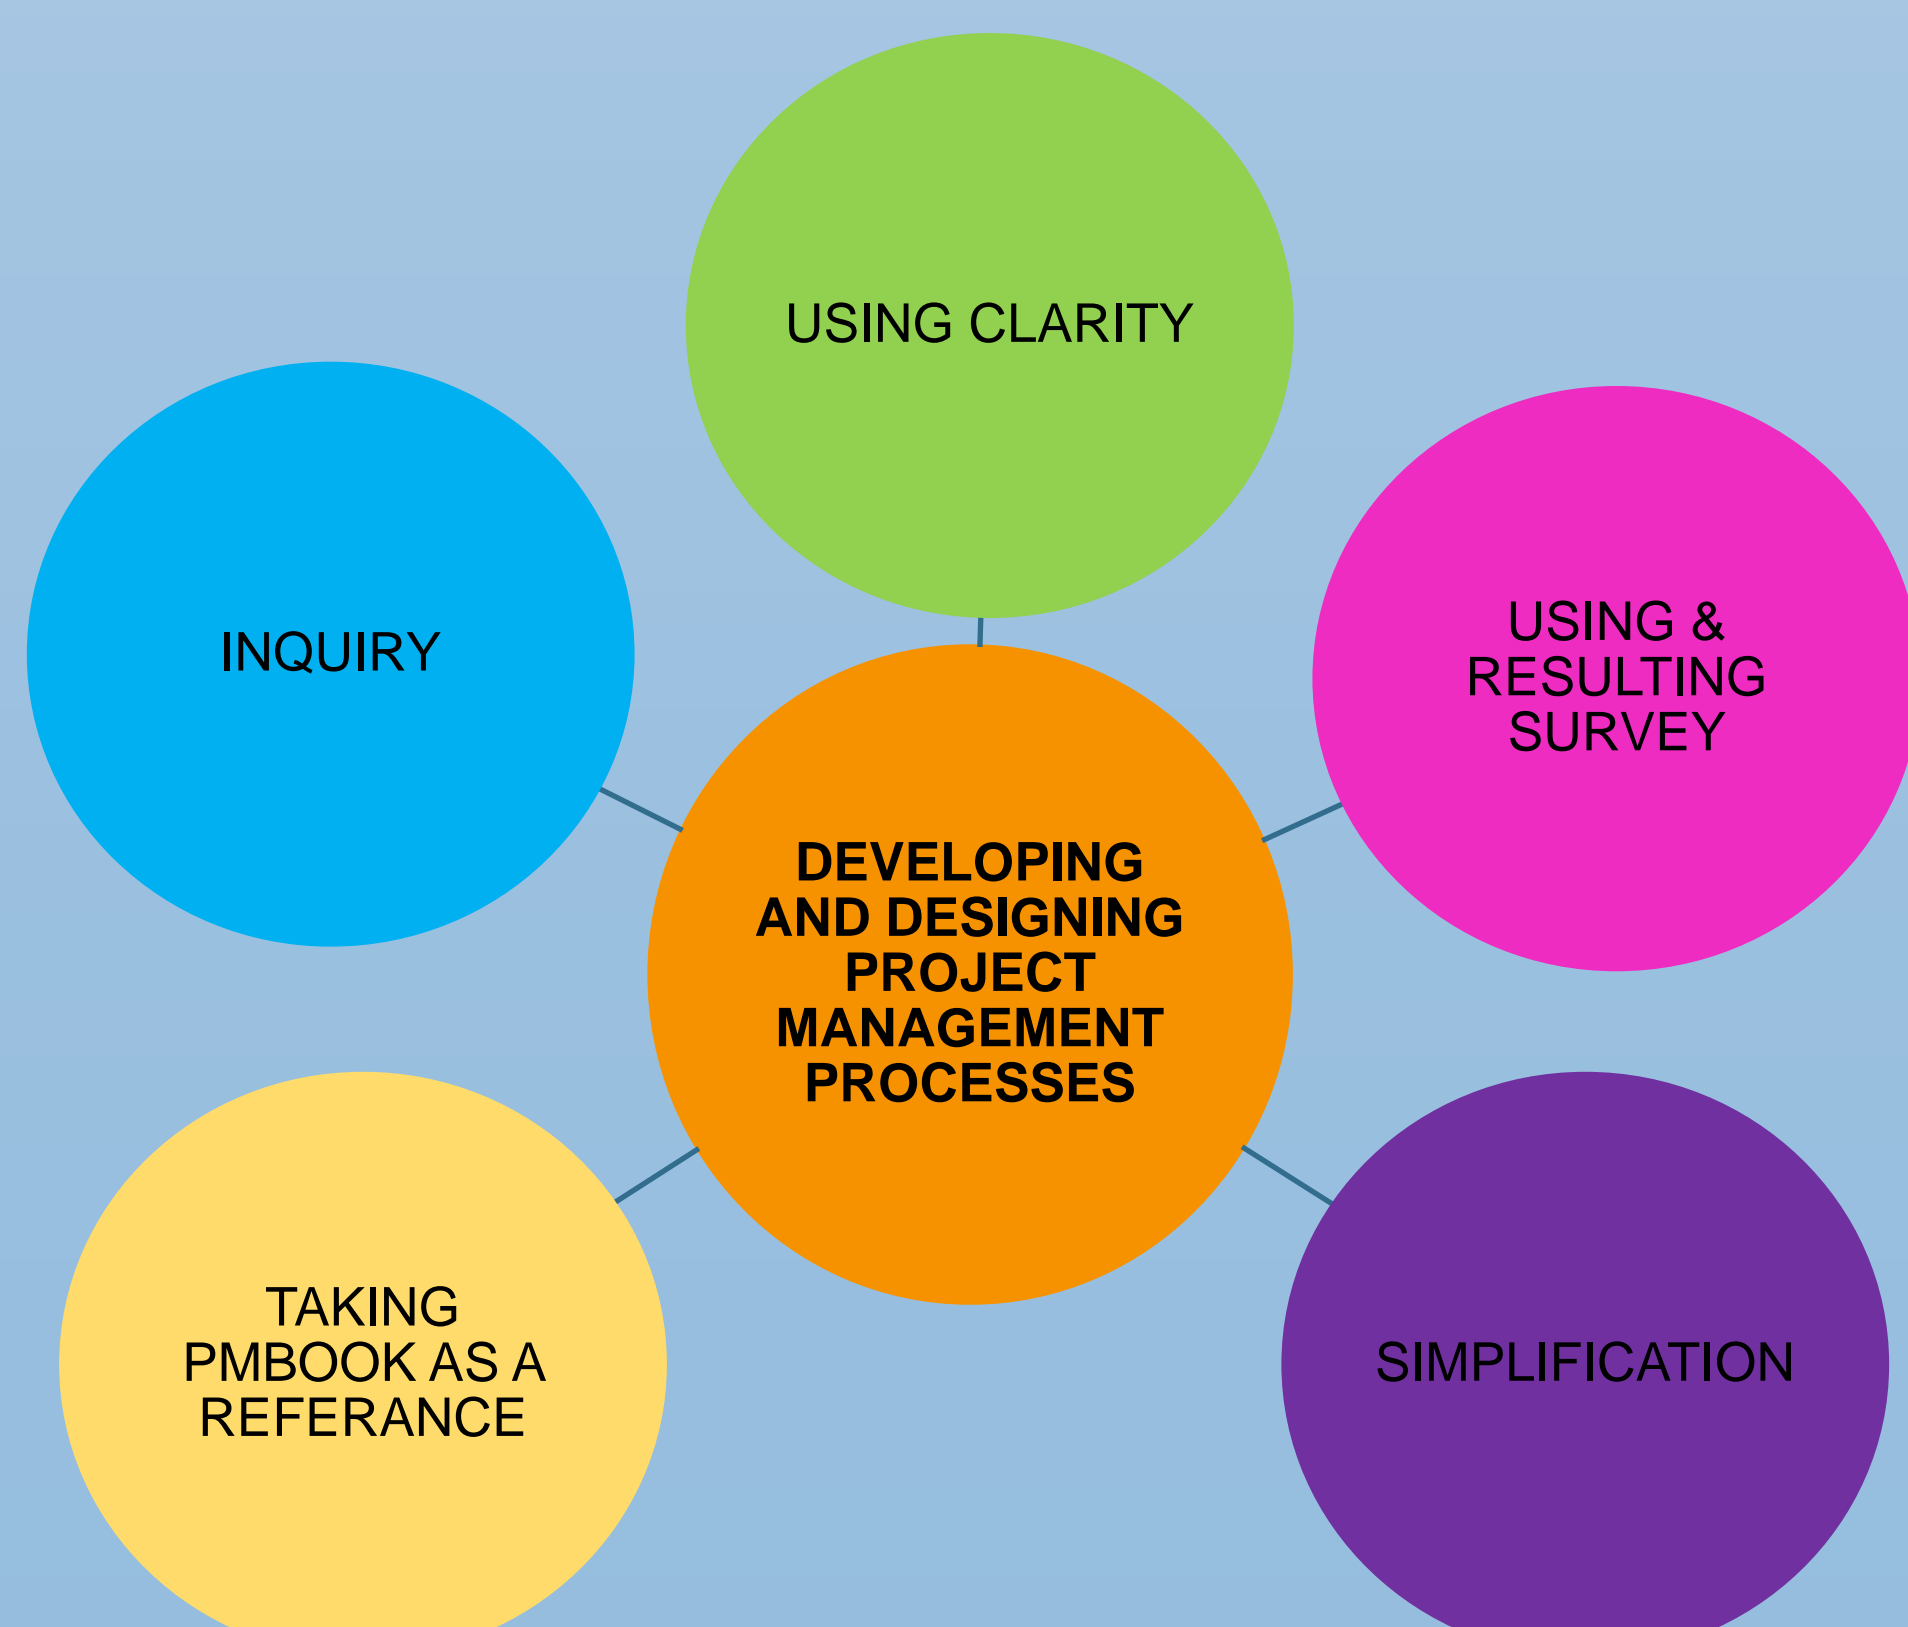 USING CLARITY
INQUIRY
USING &
RESULTING
SURVEY
DEVELOPING
AND DESIGNING
PROJECT
MANAGEMENT
PROCESSES
TAKING
PMBOOK AS A
REFERANCE
SIMPLIFICATION